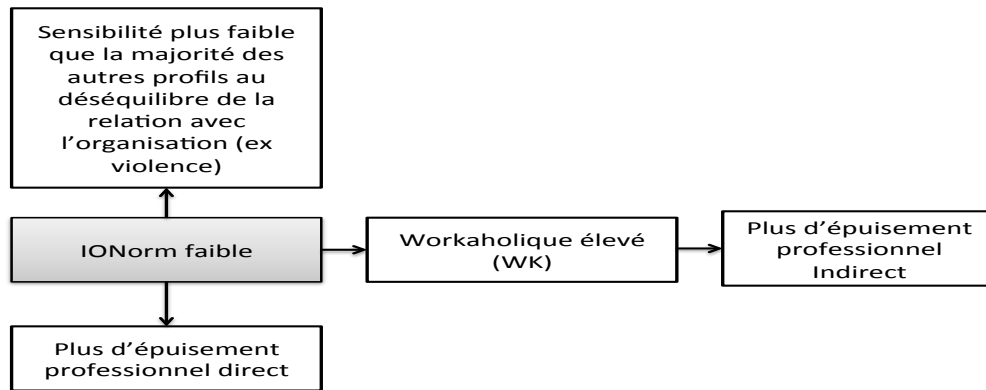 Sensibilité plus faible
que la majorité des
autres profils au
déséquilibre de la
relation avec
l'organisation (ex
violence)
IONorm faible
Workaholique élevé
(WK)
Plus d'épuisement
professionnel
Indirect
Plus d'épuisement
professionnel direct